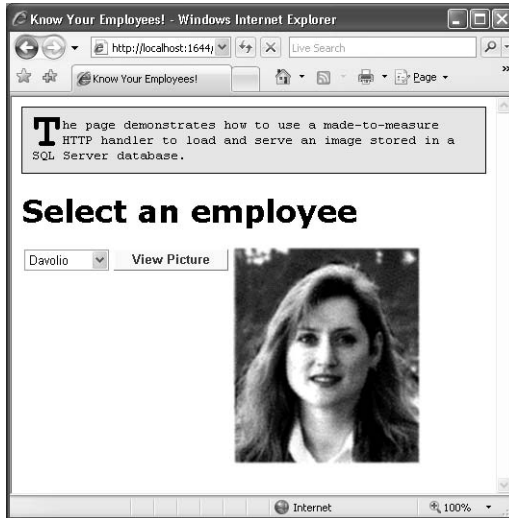 Know Your Employees! - Windows Internet Explorer
http://localhost:1644/
Live Search
Know Your Employees!
Page
The page demonstrates how to use a made-to-measure
HTTP handler to load and serve an image stored in a
SQL Server database.
Select an employee
Davolio
View Picture
Internet
100%